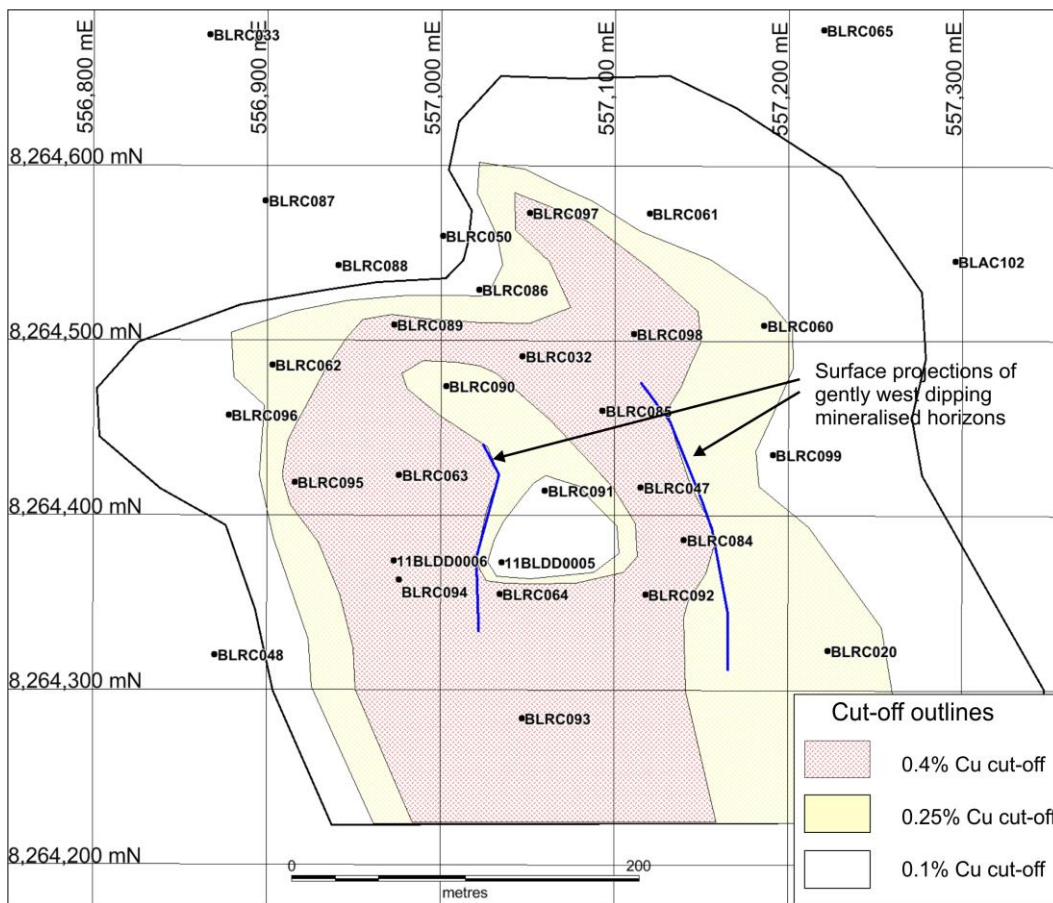 556,800 mE
556,900 mE
557,000 mE
557,100 mE
557,200 mE
557,300 mE
BLRC033
BLRC065
8,264,600 mN
BLRC087
BLRC097
BLRC061
BLRC050
BLRC088
BLAC102
BLRC086
8,264,500 mN
BLRC089
BLRC098
BLRC060
BLRC032
BLRC062
BLRC090
Surface projections of
gently west dipping
mineralised horizons
BLRC096
BLRC085
BLRC099
BLRC095
BLRC063
BLRC091
BLRC047
8,264,400 mN
BLRC084
11BLDD0006
11BLDD0005
BLRC094
BLRC064
BLRC092
BLRC048
BLRC020
8,264,300 mN
BLRC093
Cut-off outlines
0.4% Cu cut-off
0.25% Cu cut-off
0.1% Cu cut-off
8,264,200 mN
0
200
metres